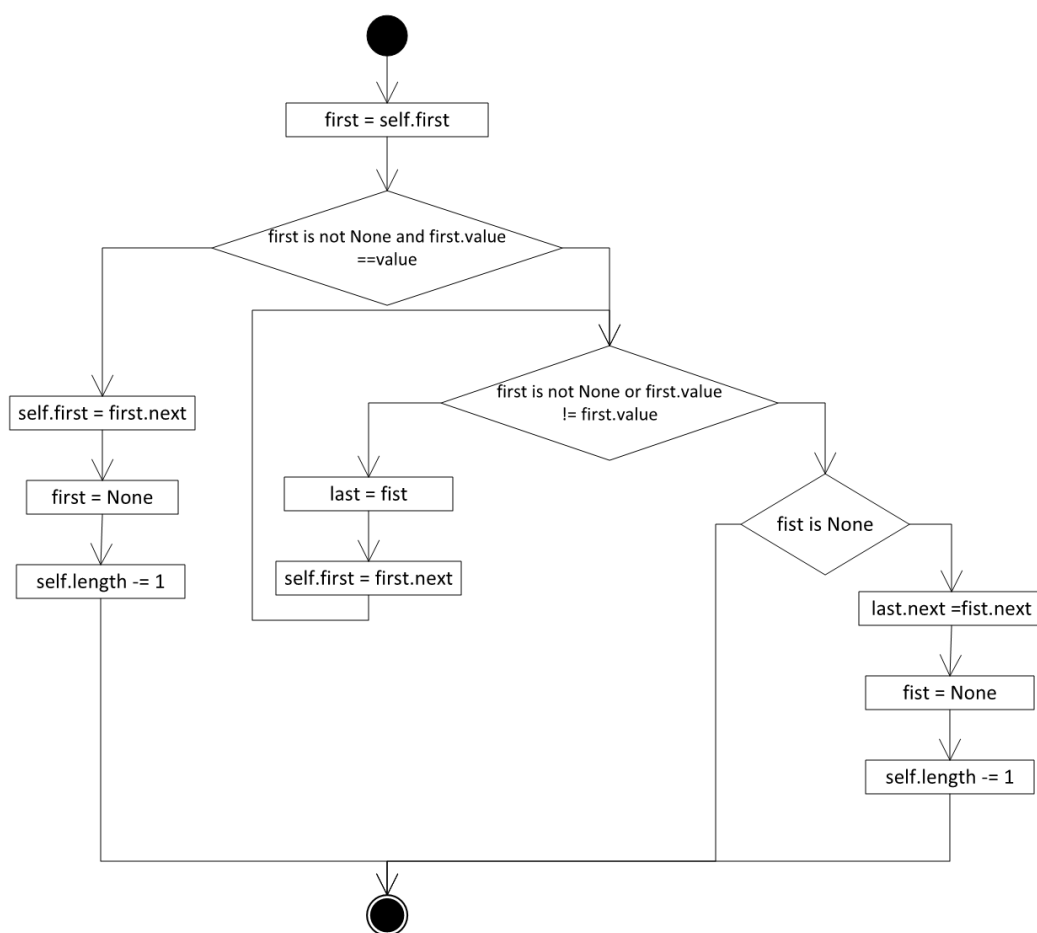 first = self.first
first is not None and first.value
==value
first is not None or first.value
!= first.value
self.first = first.next
first = None
self.length -= 1
last = fist
self.first = first.next
fist is None
last.next =fist.next
fist = None
self.length -= 1